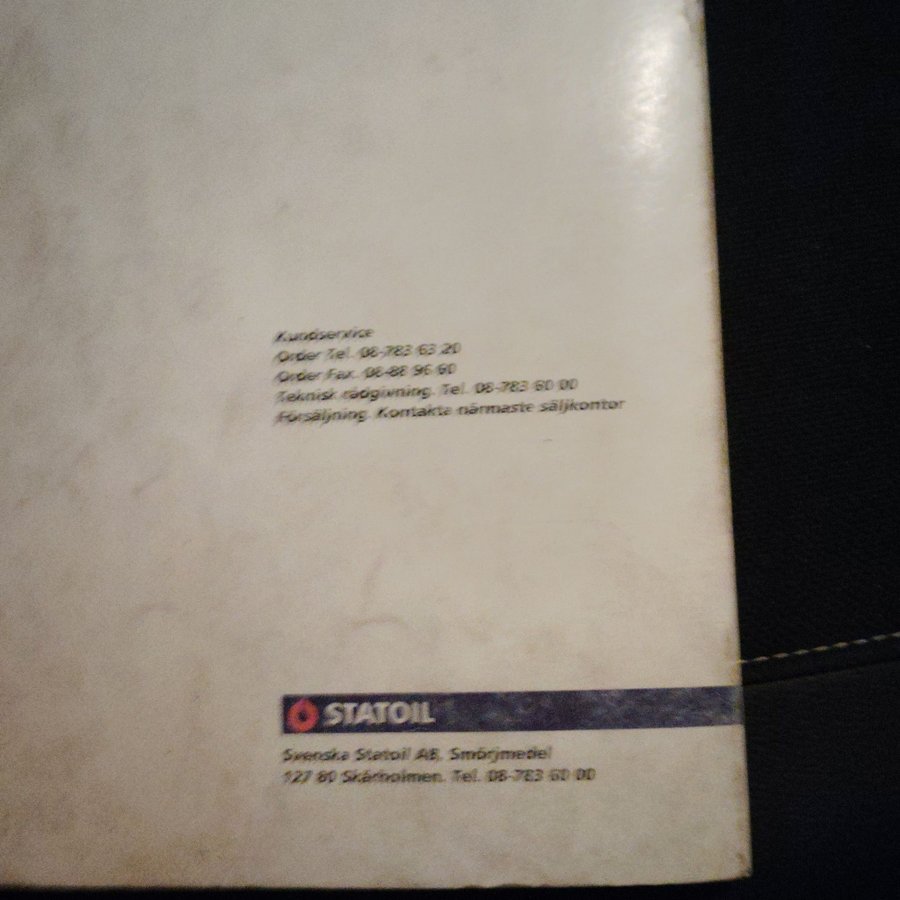 Kundservice
Order Tel. 08-783 63 20
Order Fax. 08-88 96 60
Teknisk rådgivning. Tel. 08-783 60 00
Försäljning. Kontakta närmaste säljkontor
STATOIL
Svenska Statoil AB, Smörjmedel
127 80 Skärholmen. Tel. 08-783 60 00